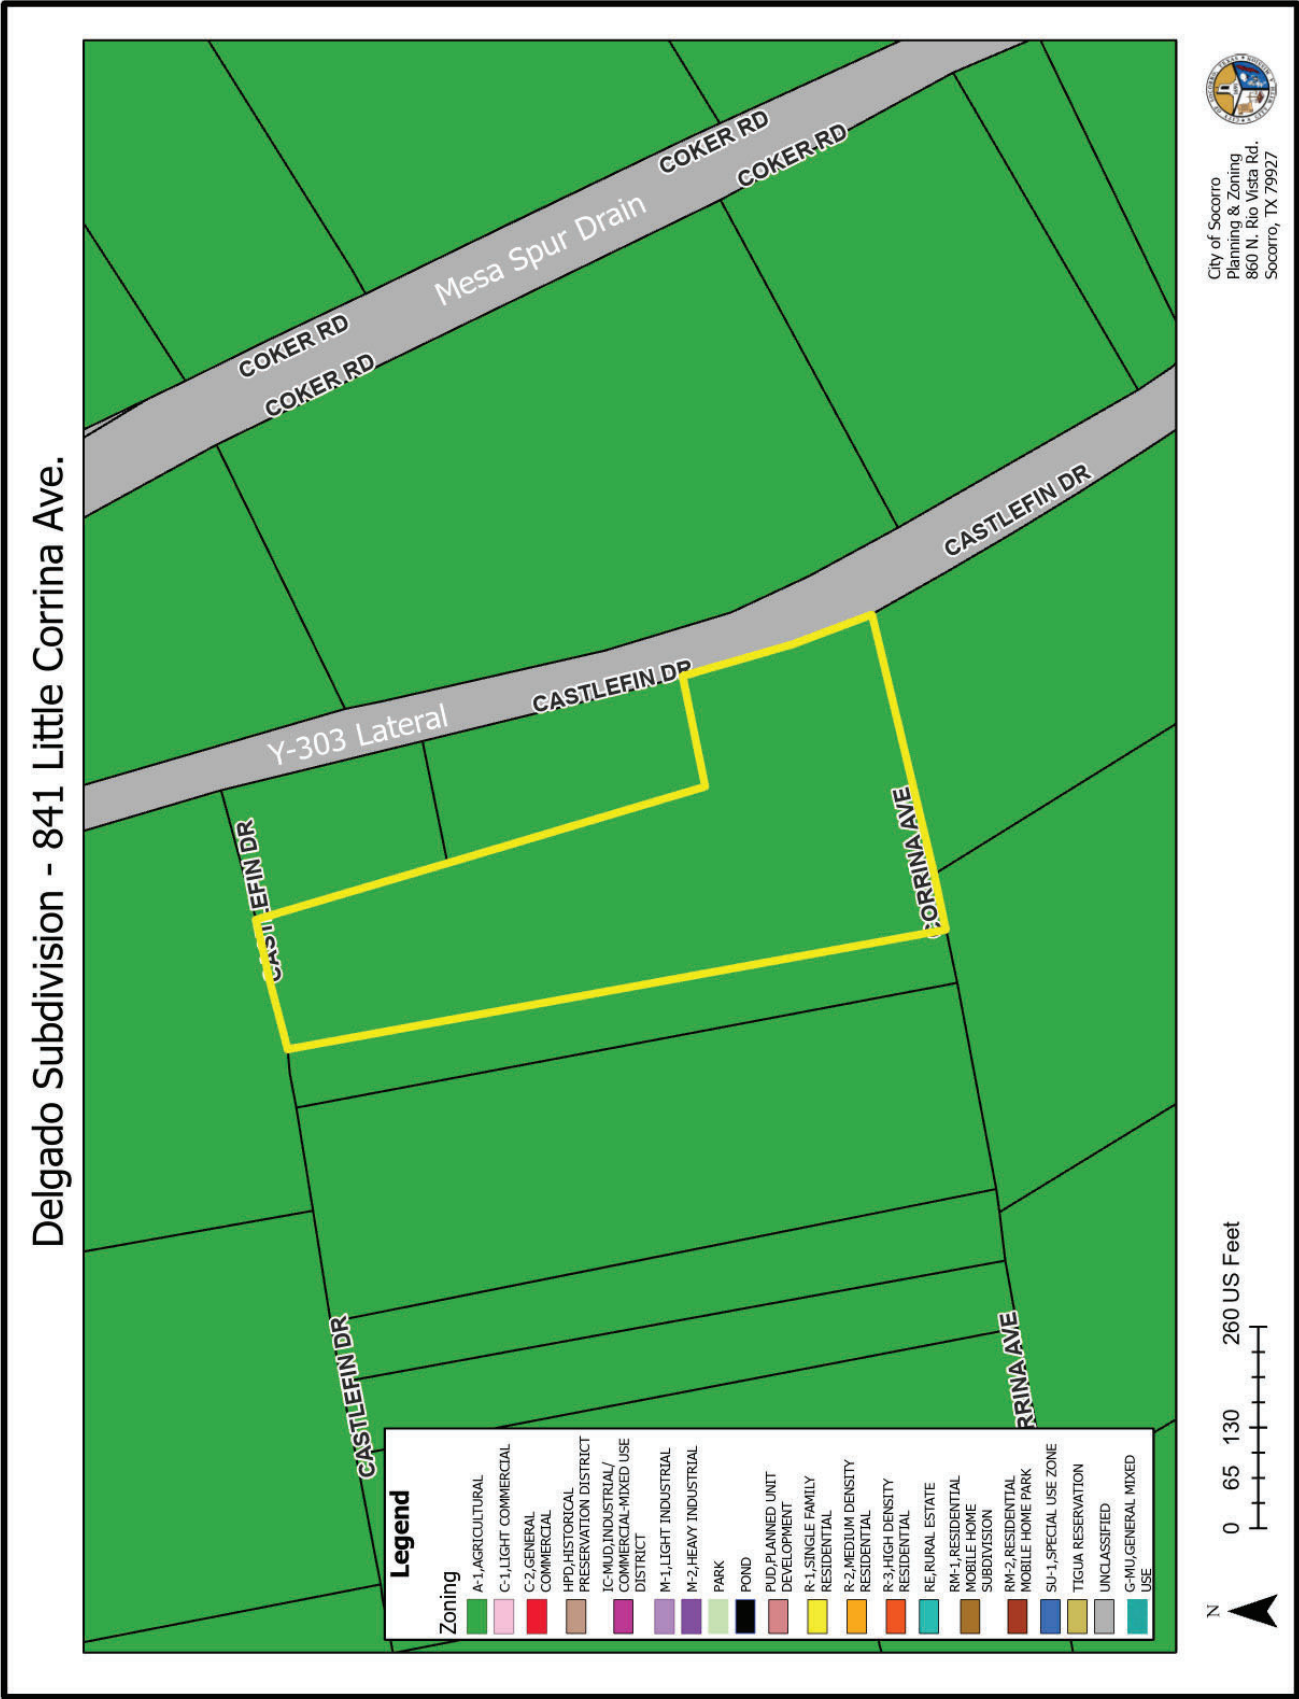 Delgado Subdivision - 841 Little Corrina Ave.
COKER RD
COKER RD
Mesa Spur Drain
COKER RD
COKER RD
CASTLEFIN DR
CASTLEFIN DR
Y-303 Lateral
CASTLEFIN DR
CORRINA AVE
CASTLEFIN DR
RRINA AVE
Legend
Zoning
A-1,AGRICULTURAL
C-1,LIGHT COMMERCIAL
C-2,GENERAL
COMMERCIAL
HPD,HISTORICAL
PRESERVATION DISTRICT
IC-MUD,INDUSTRIAL/
COMMERCIAL-MIXED USE
DISTRICT
M-1,LIGHT INDUSTRIAL
M-2,HEAVY INDUSTRIAL
PARK
POND
PUD,PLANNED UNIT
DEVELOPMENT
R-1,SINGLE FAMILY
RESIDENTIAL
R-2,MEDIUM DENSITY
RESIDENTIAL
R-3,HIGH DENSITY
RESIDENTIAL
RE,RURAL ESTATE
RM-1,RESIDENTIAL
MOBILE HOME
SUBDIVISION
RM-2,RESIDENTIAL
MOBILE HOME PARK
SU-1,SPECIAL USE ZONE
TIGUA RESERVATION
UNCLASSIFIED
G-MU,GENERAL MIXED
USE
N
0 65 130 260 US Feet
City of Socorro
Planning & Zoning
860 N. Rio Vista Rd.
Socorro, TX 79927